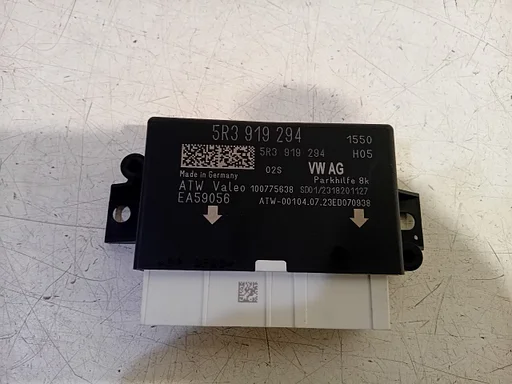 5R3 919 294 1550
5R3 919 294 H05
02S VW AG
Made in Germany Parkhilfe 8k
ATW Valeo 100775638 SD01/2318201127
EA59056 ATW-00104.07.23ED070938